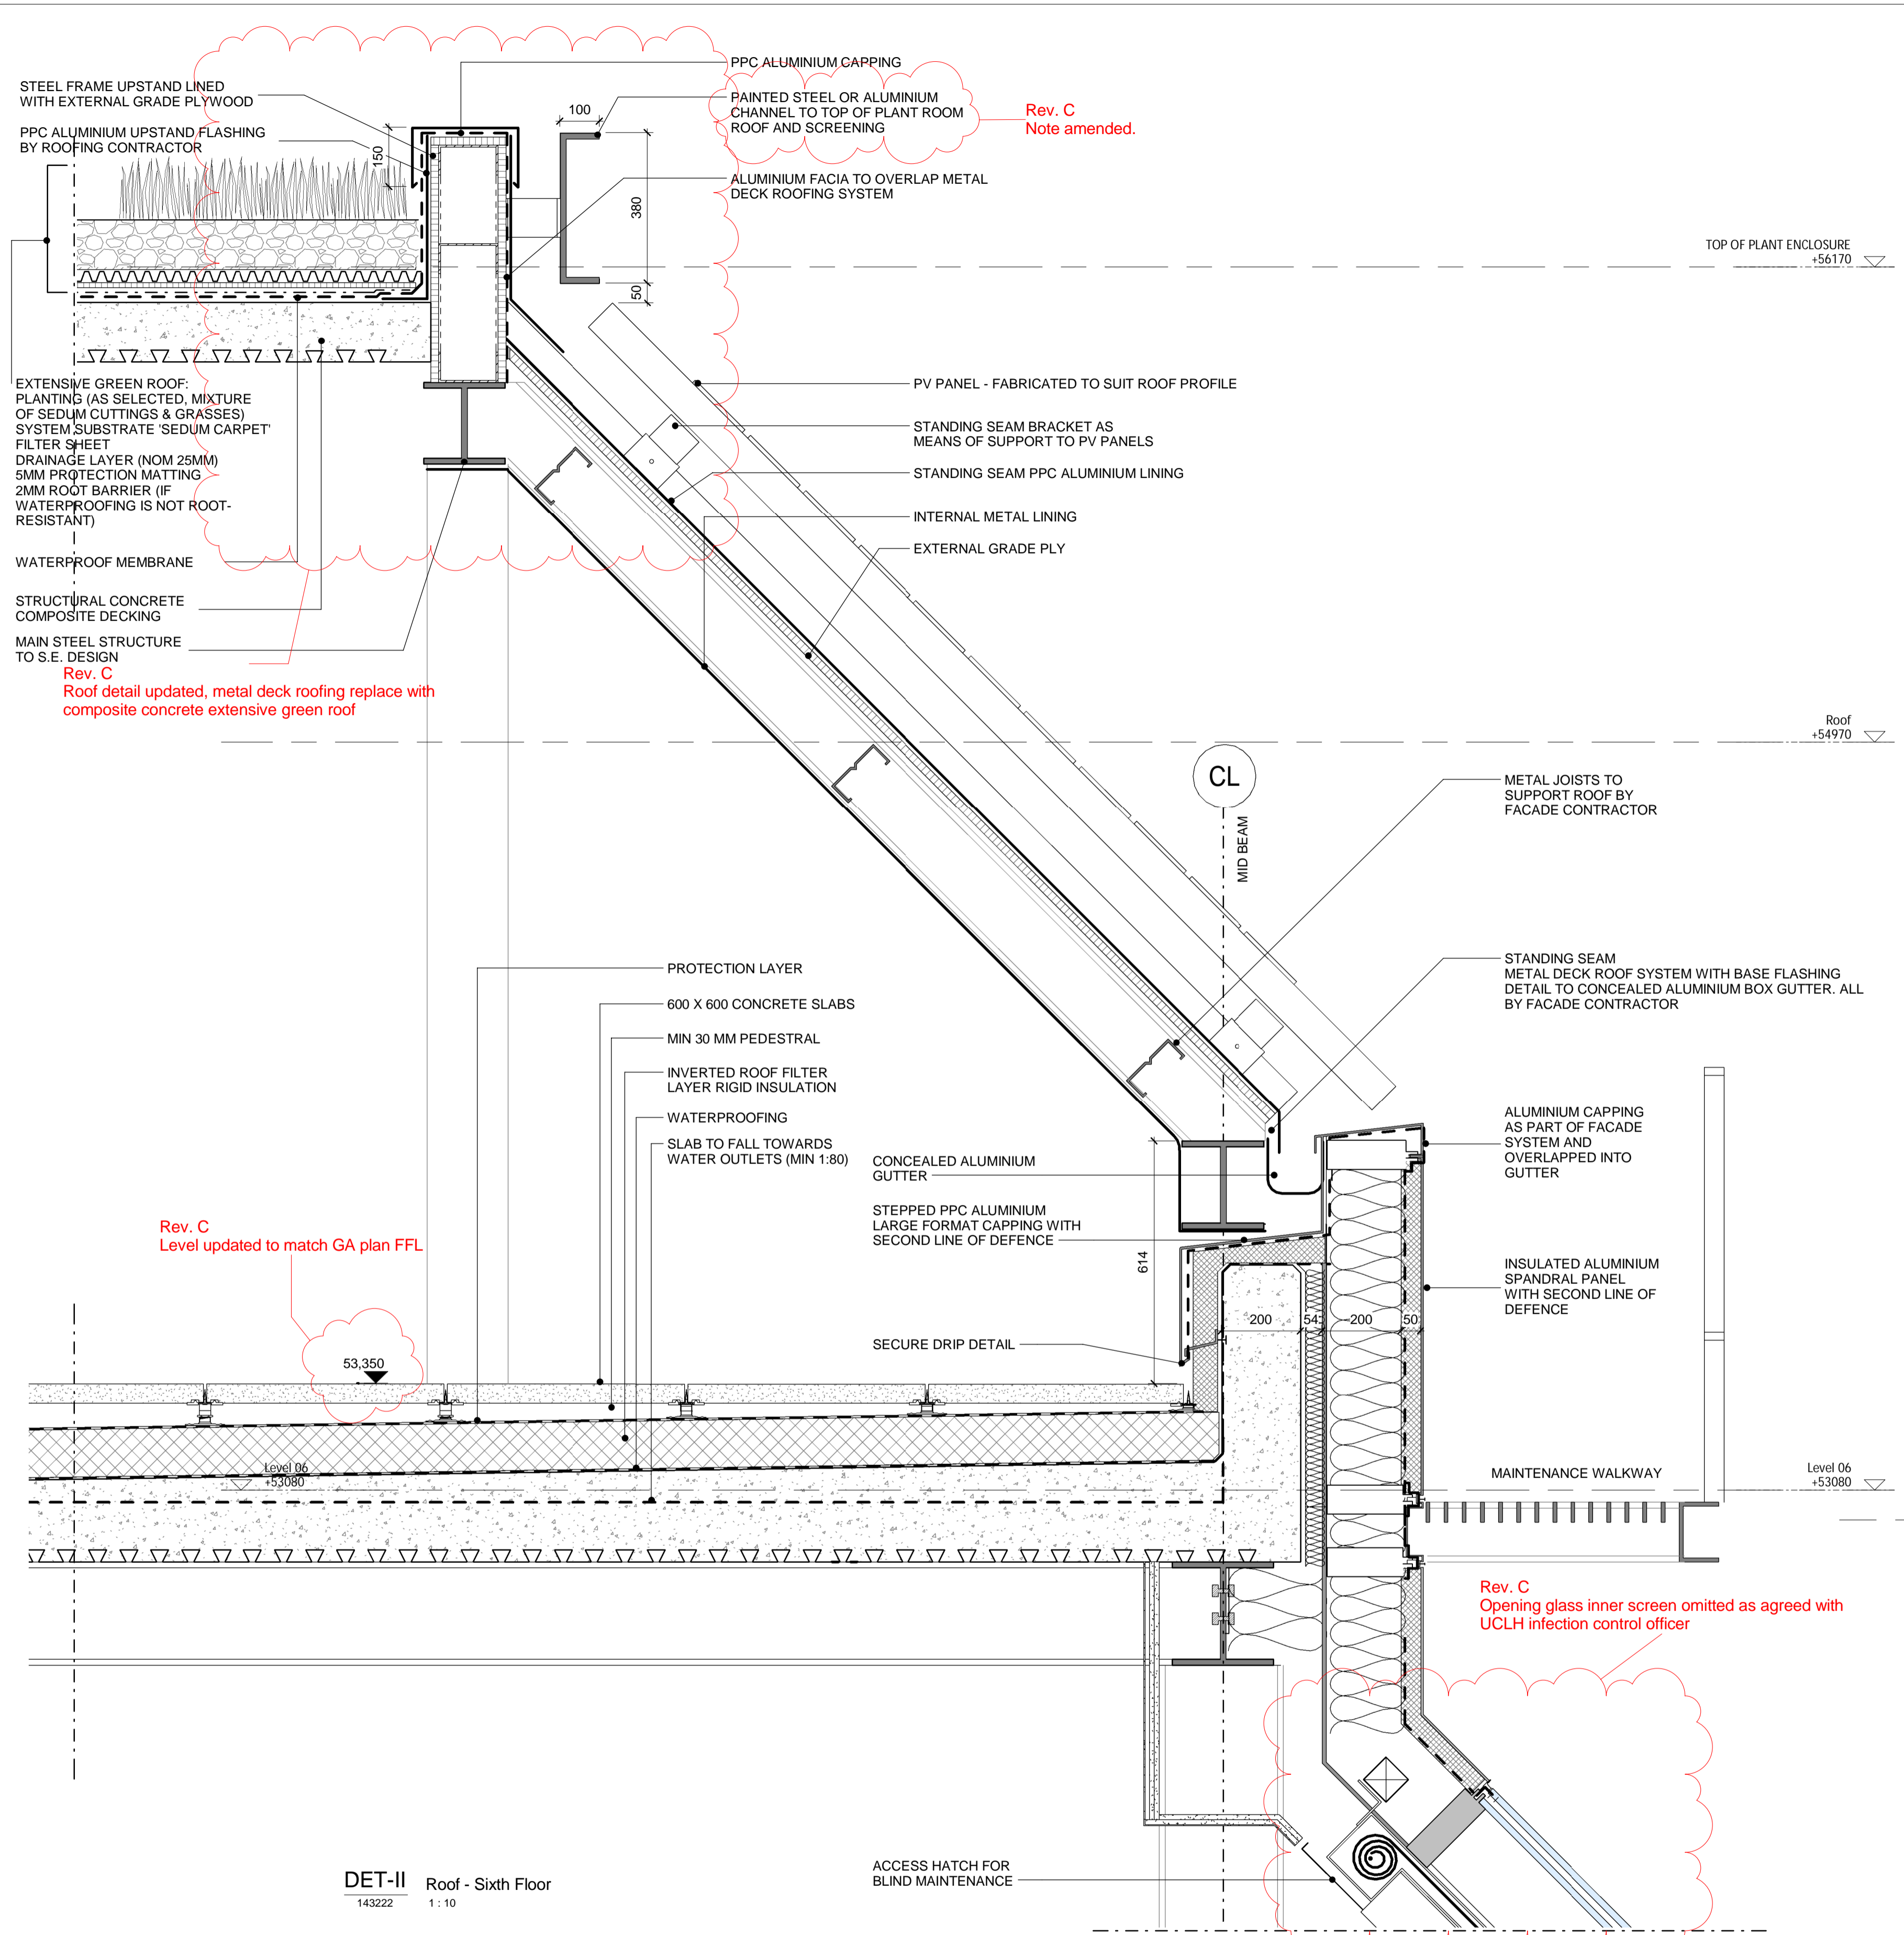 STEEL FRAME UPSTAND LINED
WITH EXTERNAL GRADE PLYWOOD
PPC ALUMINIUM UPSTAND FLASHING
BY ROOFING CONTRACTOR
150
PPC ALUMINIUM CAPPING
100
PAINTED STEEL OR ALUMINIUM
CHANNEL TO TOP OF PLANT ROOM
ROOF AND SCREENING
Rev. C
Note amended.
ALUMINIUM FACIA TO OVERLAP METAL
DECK ROOFING SYSTEM
380
50
TOP OF PLANT ENCLOSURE
+56170
EXTENSIVE GREEN ROOF:
PLANTING (AS SELECTED, MIXTURE
OF SEDUM CUTTINGS & GRASSES)
SYSTEM SUBSTRATE 'SEDUM CARPET'
FILTER SHEET
DRAINAGE LAYER (NOM 25MM)
5MM PROTECTION MATTING
2MM ROOT BARRIER (IF
WATERPROOFING IS NOT ROOT-
RESISTANT)
WATERPROOF MEMBRANE
STRUCTURAL CONCRETE
COMPOSITE DECKING
MAIN STEEL STRUCTURE
TO S.E. DESIGN
Rev. C
Roof detail updated, metal deck roofing replace with
composite concrete extensive green roof
PV PANEL - FABRICATED TO SUIT ROOF PROFILE
STANDING SEAM BRACKET AS
MEANS OF SUPPORT TO PV PANELS
STANDING SEAM PPC ALUMINIUM LINING
INTERNAL METAL LINING
EXTERNAL GRADE PLY
Roof
+54970
CL
MID BEAM
METAL JOISTS TO
SUPPORT ROOF BY
FACADE CONTRACTOR
STANDING SEAM
METAL DECK ROOF SYSTEM WITH BASE FLASHING
DETAIL TO CONCEALED ALUMINIUM BOX GUTTER. ALL
BY FACADE CONTRACTOR
PROTECTION LAYER
600 X 600 CONCRETE SLABS
MIN 30 MM PEDESTRAL
INVERTED ROOF FILTER
LAYER RIGID INSULATION
WATERPROOFING
SLAB TO FALL TOWARDS
WATER OUTLETS (MIN 1:80)
CONCEALED ALUMINIUM
GUTTER
STEPPED PPC ALUMINIUM
LARGE FORMAT CAPPING WITH
SECOND LINE OF DEFENCE
614
SECURE DRIP DETAIL
200
54
200
50
ALUMINIUM CAPPING
AS PART OF FACADE
SYSTEM AND
OVERLAPPED INTO
GUTTER
INSULATED ALUMINIUM
SPANDRAL PANEL
WITH SECOND LINE OF
DEFENCE
Rev. C
Level updated to match GA plan FFL
53,350
Level 06
+53080
MAINTENANCE WALKWAY
Level 06
+53080
Rev. C
Opening glass inner screen omitted as agreed with
UCLH infection control officer
ACCESS HATCH FOR
BLIND MAINTENANCE
DET-II Roof - Sixth Floor
143222 1 : 10